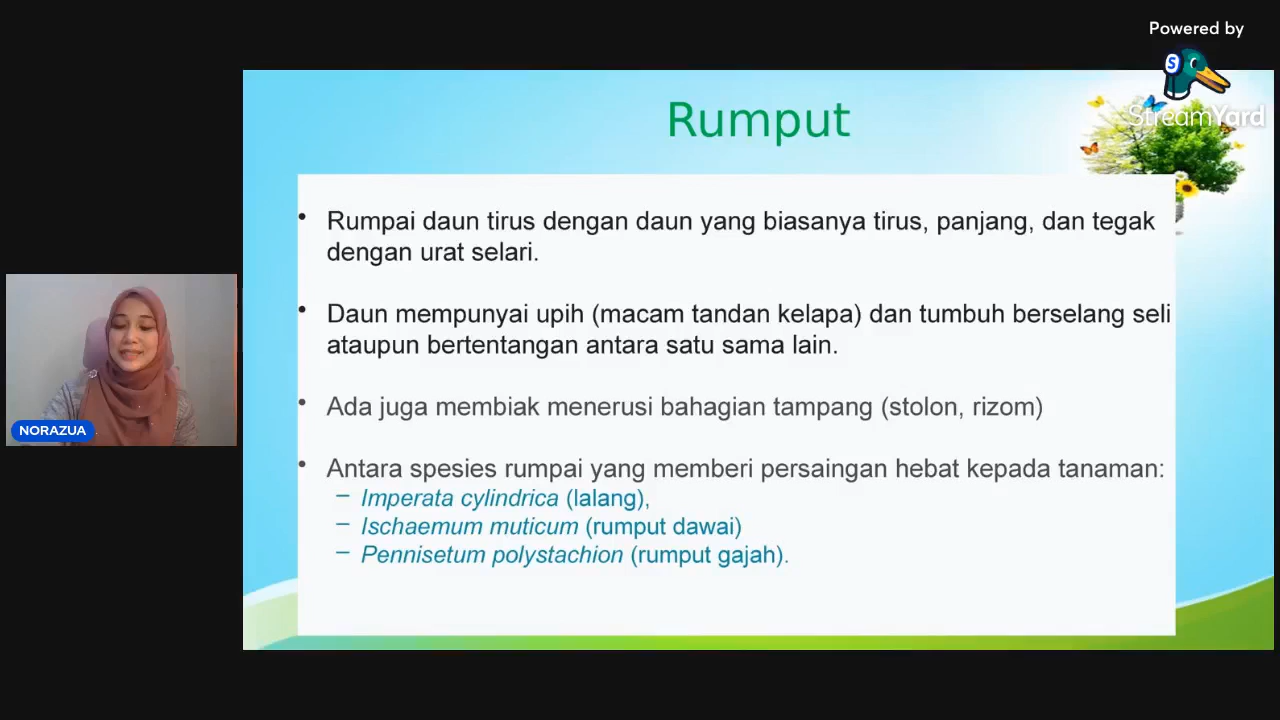 Powered by
StreamYard
Rumput
• Rumpai daun tirus dengan daun yang biasanya tirus, panjang, dan tegak
dengan urat selari.
• Daun mempunyai upih (macam tandan kelapa) dan tumbuh berselang seli
ataupun bertentangan antara satu sama lain.
• Ada juga membiak menerusi bahagian tampang (stolon, rizom)
• Antara spesies rumpai yang memberi persaingan hebat kepada tanaman:
– Imperata cylindrica (lalang),
– Ischaemum muticum (rumput dawai)
– Pennisetum polystachion (rumput gajah).
NORAZUA